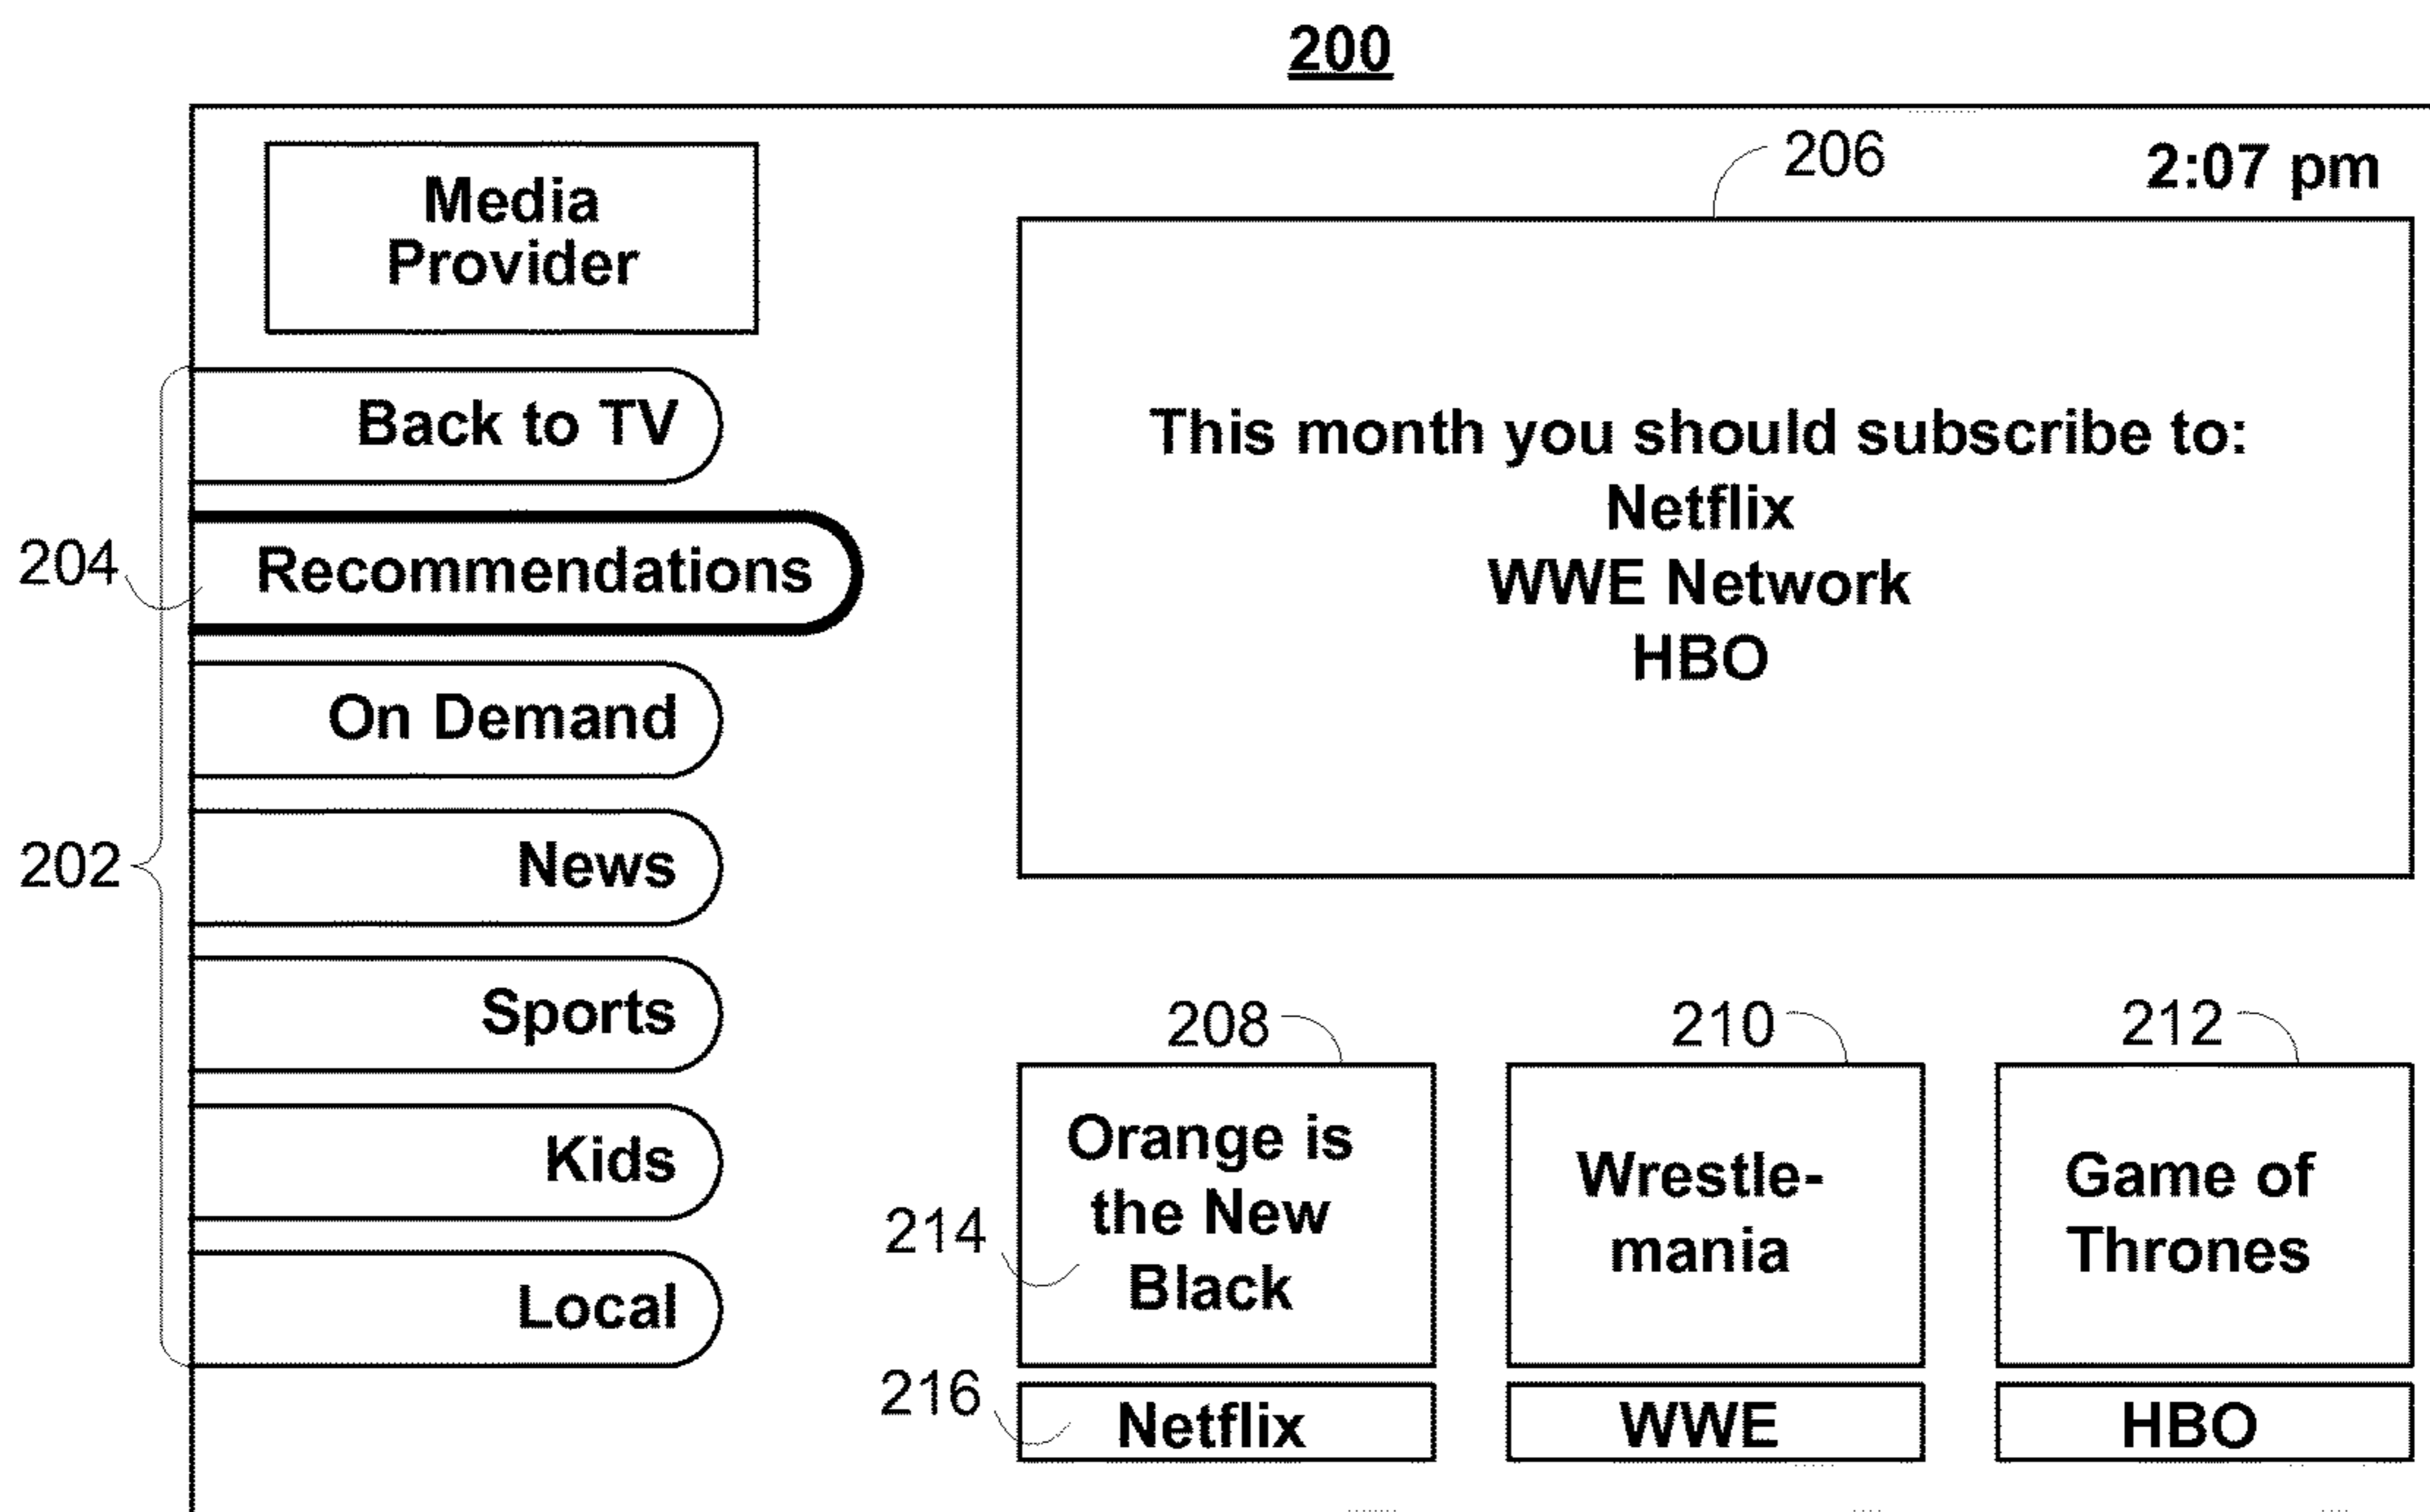 200
206
2:07 pm
Media
Provider
Back to TV
204
Recommendations
On Demand
202
News
Sports
Kids
Local
This month you should subscribe to:
Netflix
WWE Network
HBO
208
210
212
Orange is
the New
Black
214
Wrestle-
mania
Game of
Thrones
216
Netflix
WWE
HBO